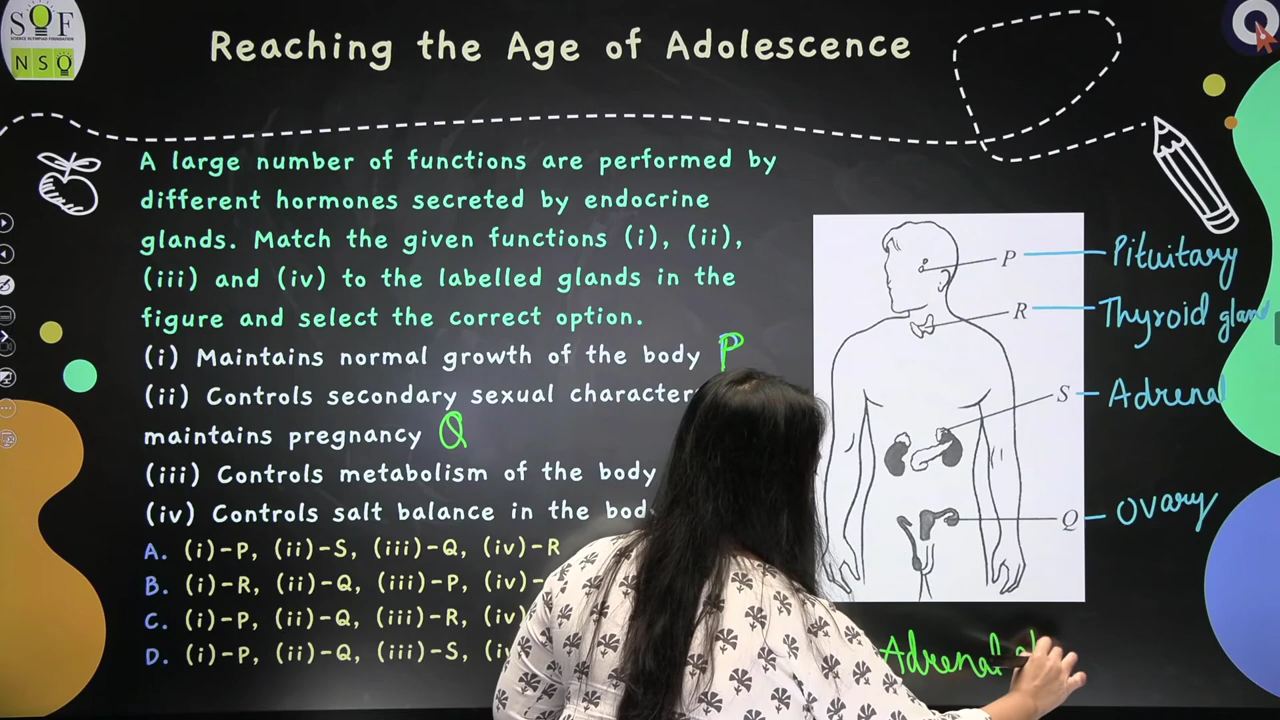 SOF
SCIENCE OLYMPIAD FOUNDATION
NSO
Reaching the Age of Adolescence
A large number of functions are performed by
different hormones secreted by endocrine
glands. Match the given functions (i), (ii),
(iii) and (iv) to the labelled glands in the
figure and select the correct option.
(i) Maintains normal growth of the body P
(ii) Controls secondary sexual character
maintains pregnancy Q
(iii) Controls metabolism of the body
(iv) Controls salt balance in the body
A. (i)-P, (ii)-S, (iii)-Q, (iv)-R
B. (i)-R, (ii)-Q, (iii)-P, (iv)-
C. (i)-P, (ii)-Q, (iii)-R, (iv)
D. (i)-P, (ii)-Q, (iii)-S,
P Pituitary
R Thyroid gland
S Adrenal
Q Ovary
Adrenal